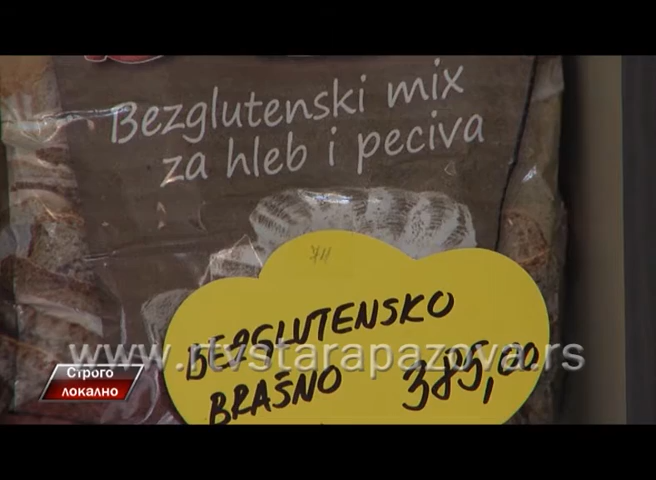 Bezglutenski mix
za hleb i peciva
BEZGLUTENSKO
BRAŠNO 385,00
www.rtvstarapazova.rs
Строго
локално